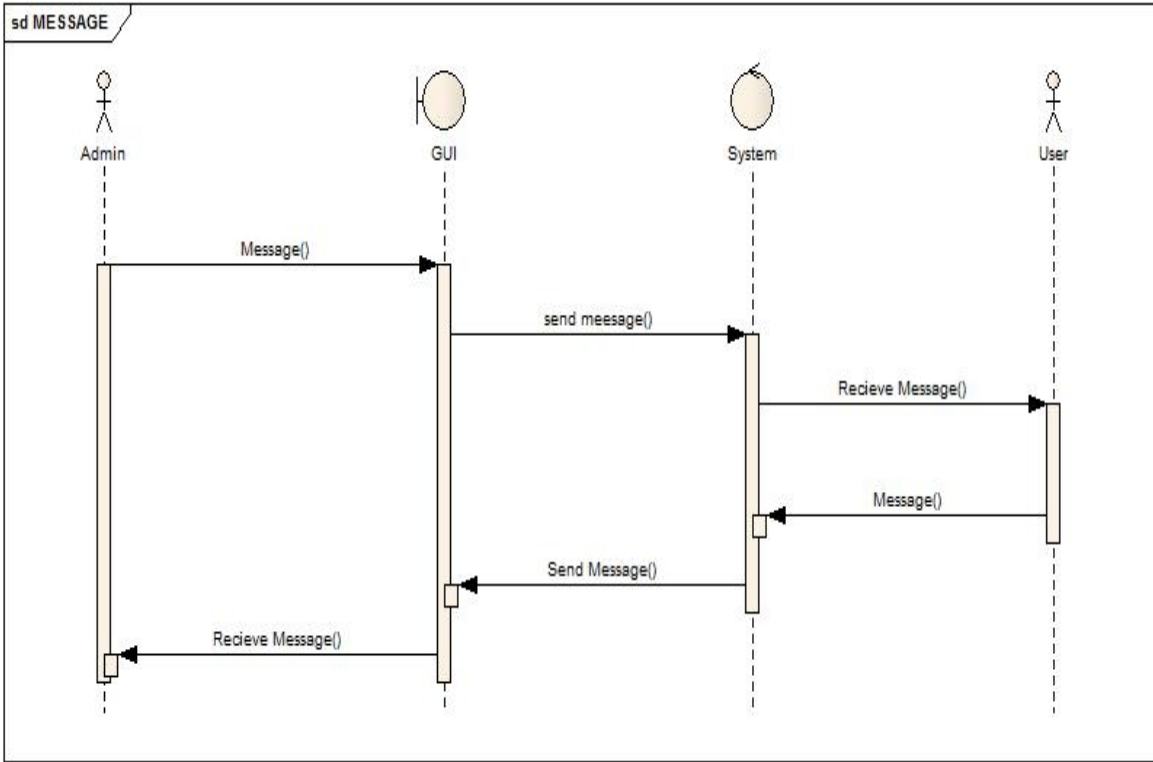 sd MESSAGE
Admin
GUI
System
User
Message()
send meesage()
Recieve Message()
Message()
Send Message()
Recieve Message()